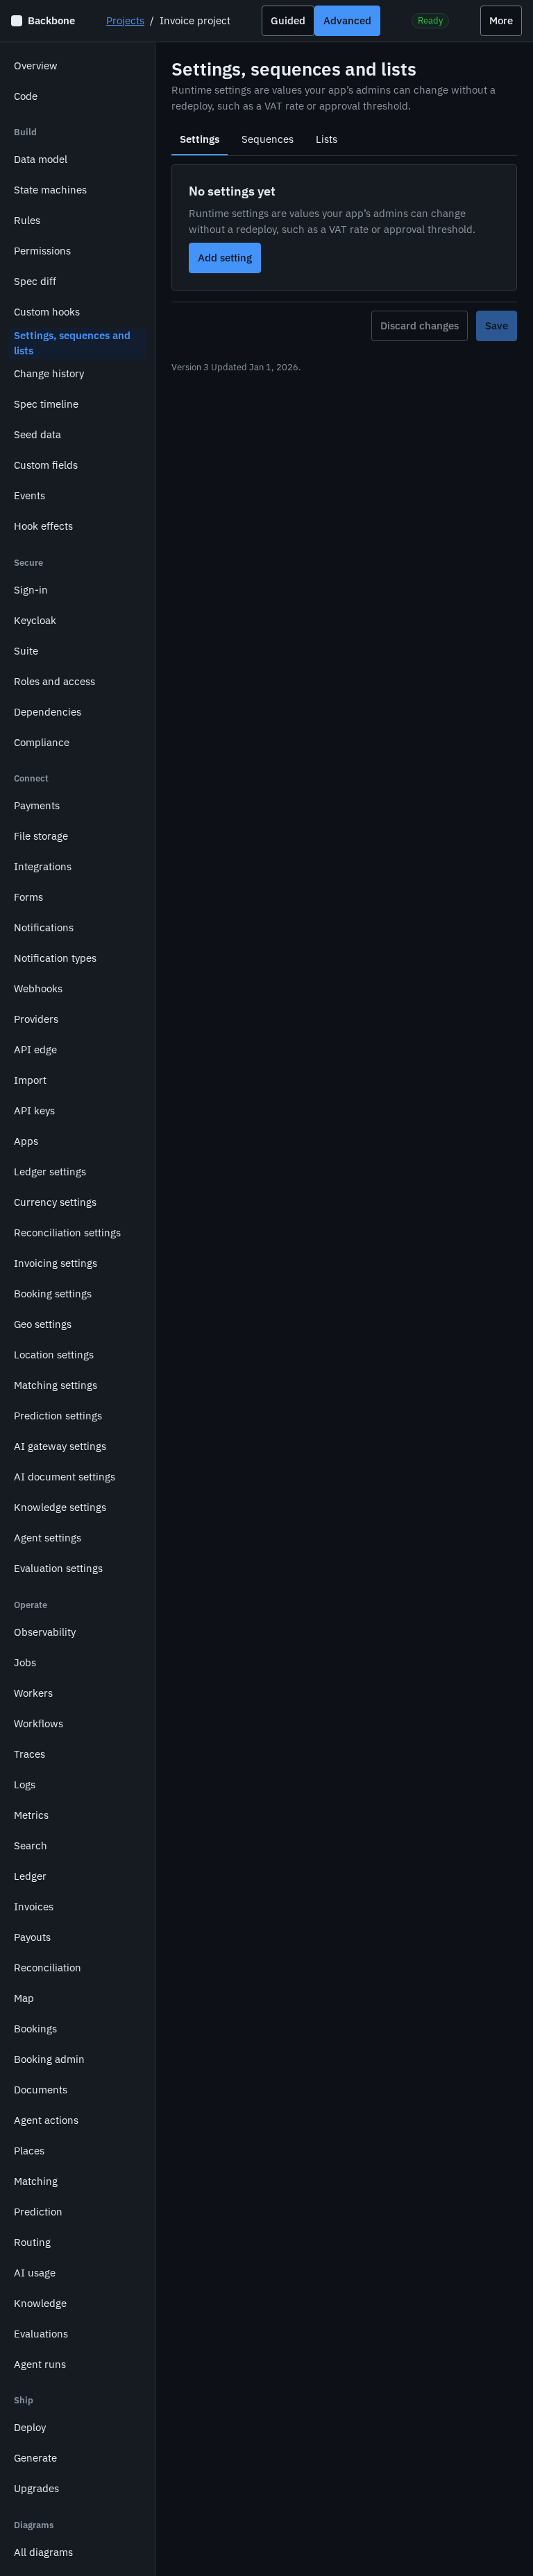 Backbone
Projects / Invoice project
Guided
Advanced
Ready
More
Overview
Code
Build
Data model
State machines
Rules
Permissions
Spec diff
Custom hooks
Settings, sequences and
lists
Change history
Spec timeline
Seed data
Custom fields
Events
Hook effects
Secure
Sign-in
Keycloak
Suite
Roles and access
Dependencies
Compliance
Connect
Payments
File storage
Integrations
Forms
Notifications
Notification types
Webhooks
Providers
API edge
Import
API keys
Apps
Ledger settings
Currency settings
Reconciliation settings
Invoicing settings
Booking settings
Geo settings
Location settings
Matching settings
Prediction settings
AI gateway settings
AI document settings
Knowledge settings
Agent settings
Evaluation settings
Operate
Observability
Jobs
Workers
Workflows
Traces
Logs
Metrics
Search
Ledger
Invoices
Payouts
Reconciliation
Map
Bookings
Booking admin
Documents
Agent actions
Places
Matching
Prediction
Routing
AI usage
Knowledge
Evaluations
Agent runs
Ship
Deploy
Generate
Upgrades
Diagrams
All diagrams
Settings, sequences and lists
Runtime settings are values your app's admins can change without a
redeploy, such as a VAT rate or approval threshold.
Settings
Sequences
Lists
No settings yet
Runtime settings are values your app's admins can change
without a redeploy, such as a VAT rate or approval threshold.
Add setting
Discard changes
Save
Version 3 Updated Jan 1, 2026.